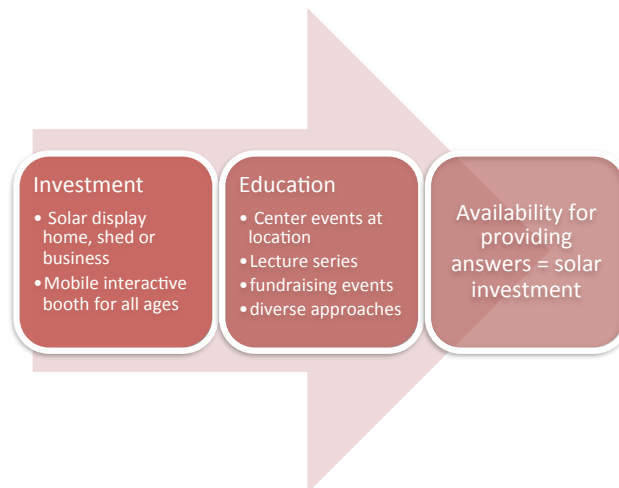 Investment
• Solar display
home, shed or
business
•Mobile interactive
booth for all ages
Education
• Center events at
location
•Lecture series
•fundraising events
•diverse approaches
Availability for
providing
answers = solar
investment